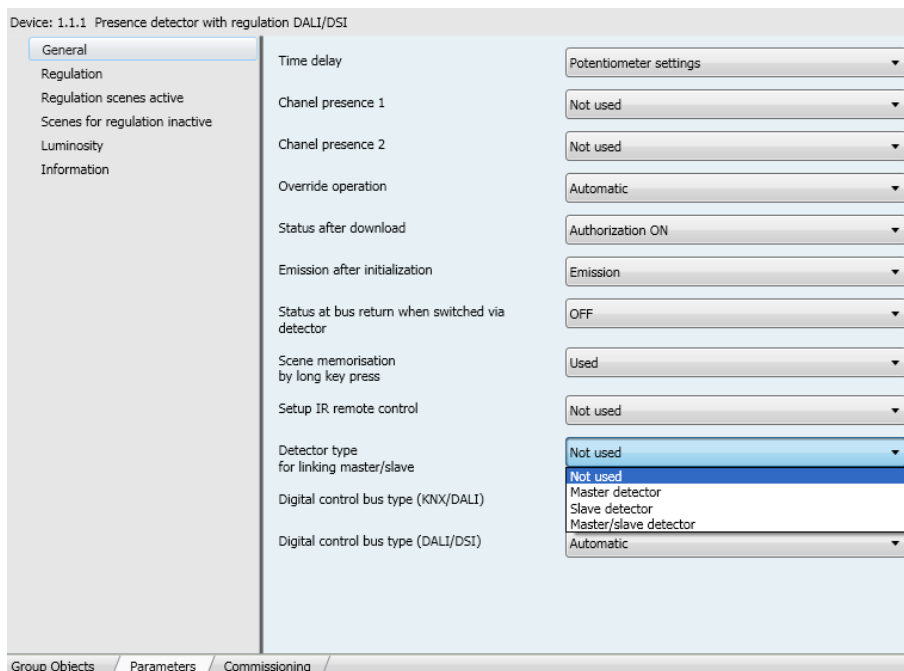 Device: 1.1.1 Presence detector with regulation DALI/DSI
General
Regulation
Regulation scenes active
Scenes for regulation inactive
Luminosity
Information
Time delay
Potentiometer settings
Chanel presence 1
Not used
Chanel presence 2
Not used
Override operation
Automatic
Status after download
Authorization ON
Emission after initialization
Emission
Status at bus return when switched via
detector
OFF
Scene memorisation
by long key press
Used
Setup IR remote control
Not used
Detector type
for linking master/slave
Not used
Not used
Master detector
Slave detector
Master/slave detector
Digital control bus type (KNX/DALI)
Digital control bus type (DALI/DSI)
Automatic
Group Objects / Parameters / Commissioning /